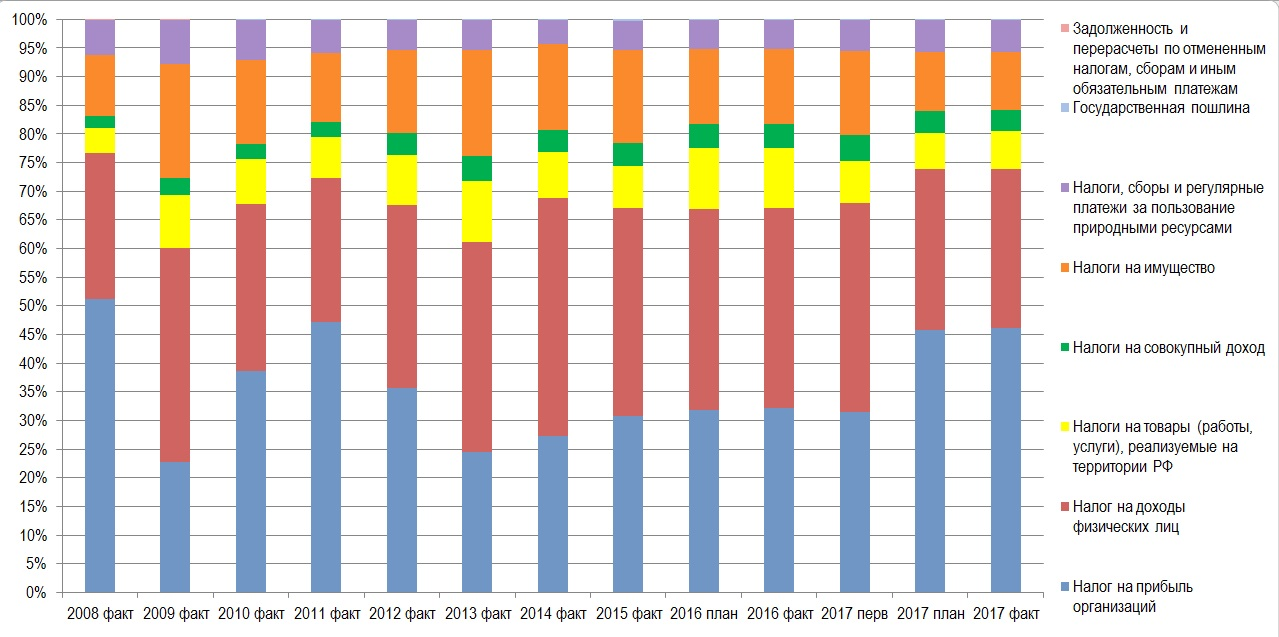 100%
95%
90%
85%
80%
75%
70%
65%
60%
55%
50%
45%
40%
35%
30%
25%
20%
15%
10%
5%
0%
2008 факт 2009 факт 2010 факт 2011 факт 2012 факт 2013 факт 2014 факт 2015 факт 2016 план 2016 факт 2017 перв 2017 план 2017 факт
Задолженность и
перерасчеты по отмененным
налогам, сборам и иным
обязательным платежам
Государственная пошлина
Налоги, сборы и регулярные
платежи за пользование
природными ресурсами
Налоги на имущество
Налоги на совокупный доход
Налоги на товары (работы,
услуги), реализуемые на
территории РФ
Налог на доходы
физических лиц
Налог на прибыль
организаций